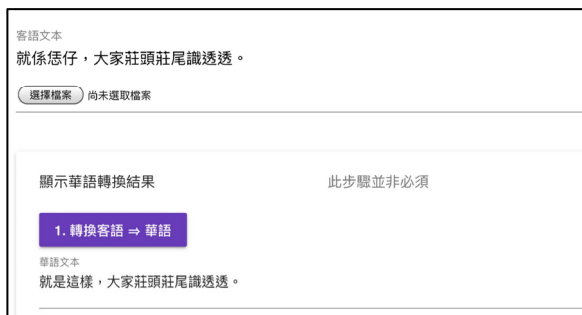 客語文本
就係恁仔，大家莊頭莊尾識透透。
選擇檔案 尚未選取檔案
顯示華語轉換結果 此步驟並非必須
1. 轉換客語 ⇒ 華語
華語文本
就是這樣，大家莊頭莊尾識透透。